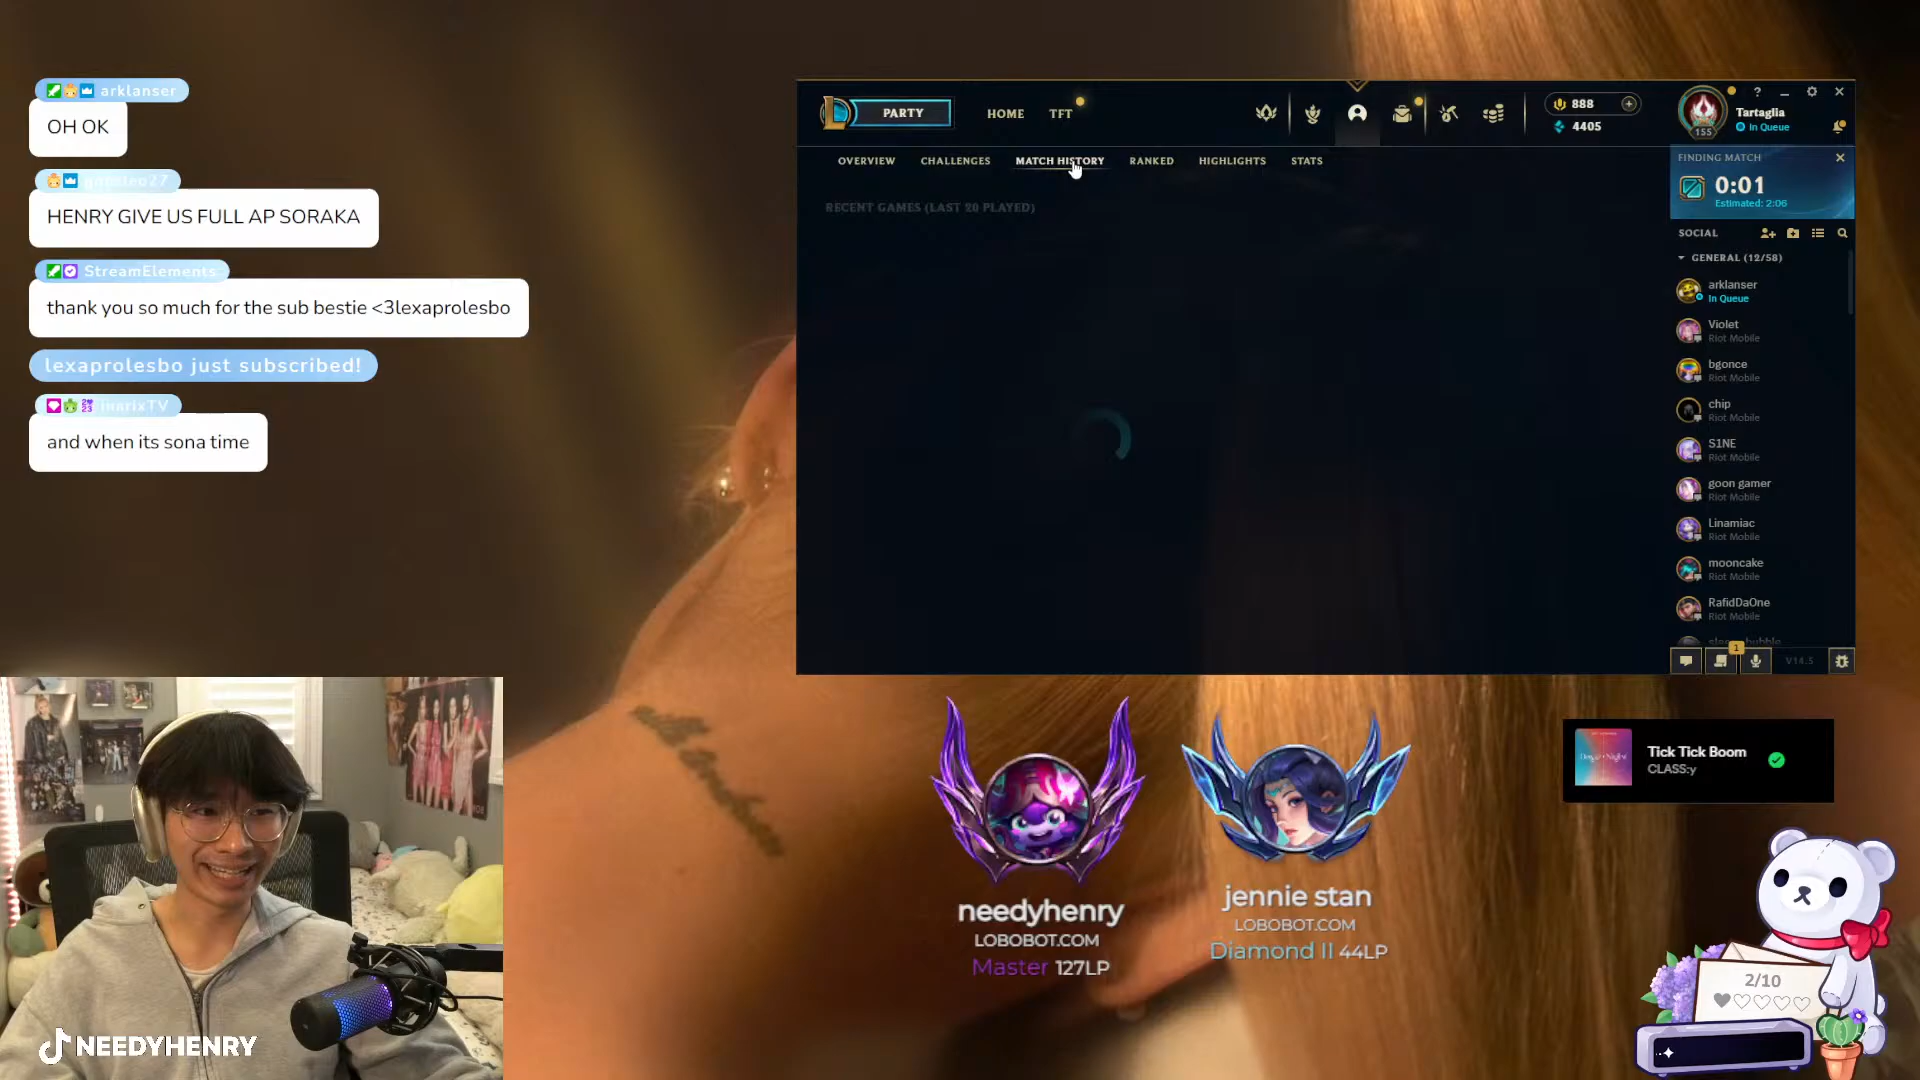 arklanser
OH OK
HENRY GIVE US FULL AP SORAKA
StreamElements
thank you so much for the sub bestie <3lexaprolesbo
lexaprolesbo just subscribed!
and when its sona time
PARTY
HOME
TFT
888
4405
155
Tartaglia
In Queue
OVERVIEW
CHALLENGES
MATCH HISTORY
RANKED
HIGHLIGHTS
STATS
RECENT GAMES (LAST 20 PLAYED)
FINDING MATCH
0:01
Estimated: 2:06
SOCIAL
GENERAL (12/58)
arklanser
In Queue
Violet
Riot Mobile
bgonce
Riot Mobile
chip
Riot Mobile
S1NE
Riot Mobile
goon gamer
Riot Mobile
Linamiac
Riot Mobile
mooncake
Riot Mobile
RafidDaOne
Riot Mobile
1
V14.5
needyhenry
LOBOBOT.COM
Master 127LP
jennie stan
LOBOBOT.COM
Diamond II 44LP
Tick Tick Boom
CLASS:y
2/10
NEEDYHENRY